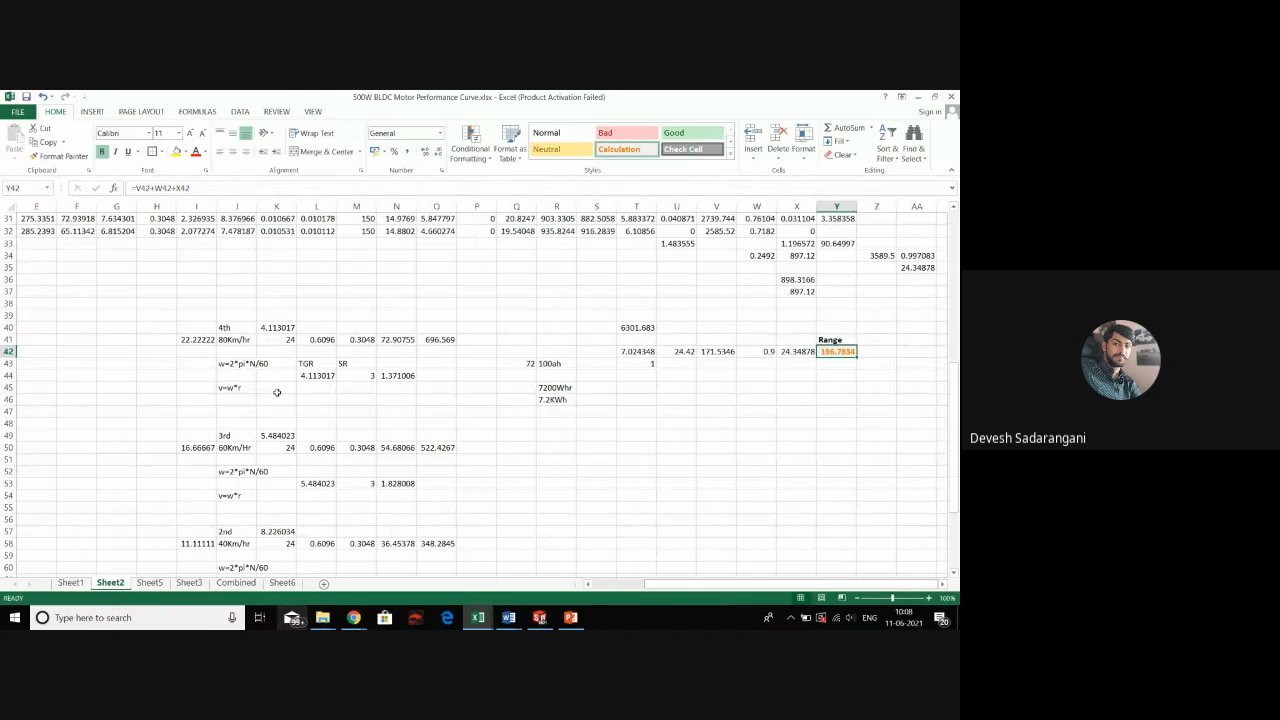 500W BLDC Motor Performance Curve.xlsx - Excel (Product Activation Failed)
FILE HOME INSERT PAGE LAYOUT FORMULAS DATA REVIEW VIEW Sign in
Cut
Copy
Format Painter
Paste
Clipboard
Calibri 11
Font
Wrap Text
Merge & Center
Alignment
General
Number
Conditional Formatting
Format as Table
Normal Bad Good
Neutral Calculation Check Cell
Styles
Insert Delete Format
Cells
AutoSum
Fill
Clear
Sort & Filter
Find & Select
Editing
Y42 =V42+W42+X42
E F G H I J K L M N O P Q R S T U V W X Y Z AA
31 275.3351 72.93918 7.634301 0.3048 2.326935 8.376966 0.010667 0.010178 150 14.9769 5.847797 0 20.8247 903.3305 882.5058 5.883372 0.040871 2739.744 0.76104 0.031104 3.358358
32 285.2393 65.11342 6.815204 0.3048 2.077274 7.478187 0.010531 0.010112 150 14.8802 4.660274 0 19.54048 935.8244 916.2839 6.10856 0.04256 2585.52 0.7182 0
33 1.483555 1.196572 90.64997
34 0.2492 897.12 3589.5 0.997083
35 24.34878
36 898.3166
37 897.12
38
39
40 4th 4.113017 6301.683
41 22.22222 80Km/hr 24 0.6096 0.3048 72.90755 696.569 Range
42 7.024348 24.42 171.5346 0.9 24.34878 196.7834
43 w=2*pi*N/60 TGR SR 72 100ah 1
44 4.113017 3 1.371006
45 v=w*r 7200Whr
46 7.2KWh
47
48
49 3rd 5.484023
50 16.66667 60Km/Hr 24 0.6096 0.3048 54.68066 522.4267
51
52 w=2*pi*N/60
53 5.484023 3 1.828008
54 v=w*r
55
56
57 2nd 8.226034
58 11.11111 40Km/hr 24 0.6096 0.3048 36.45378 348.2845
59
60 w=2*pi*N/60
Sheet1 Sheet2 Sheet5 Sheet3 Combined Sheet6
READY 100%
Type here to search
99+
ENG
10:08
11-06-2021
20
Devesh Sadarangani